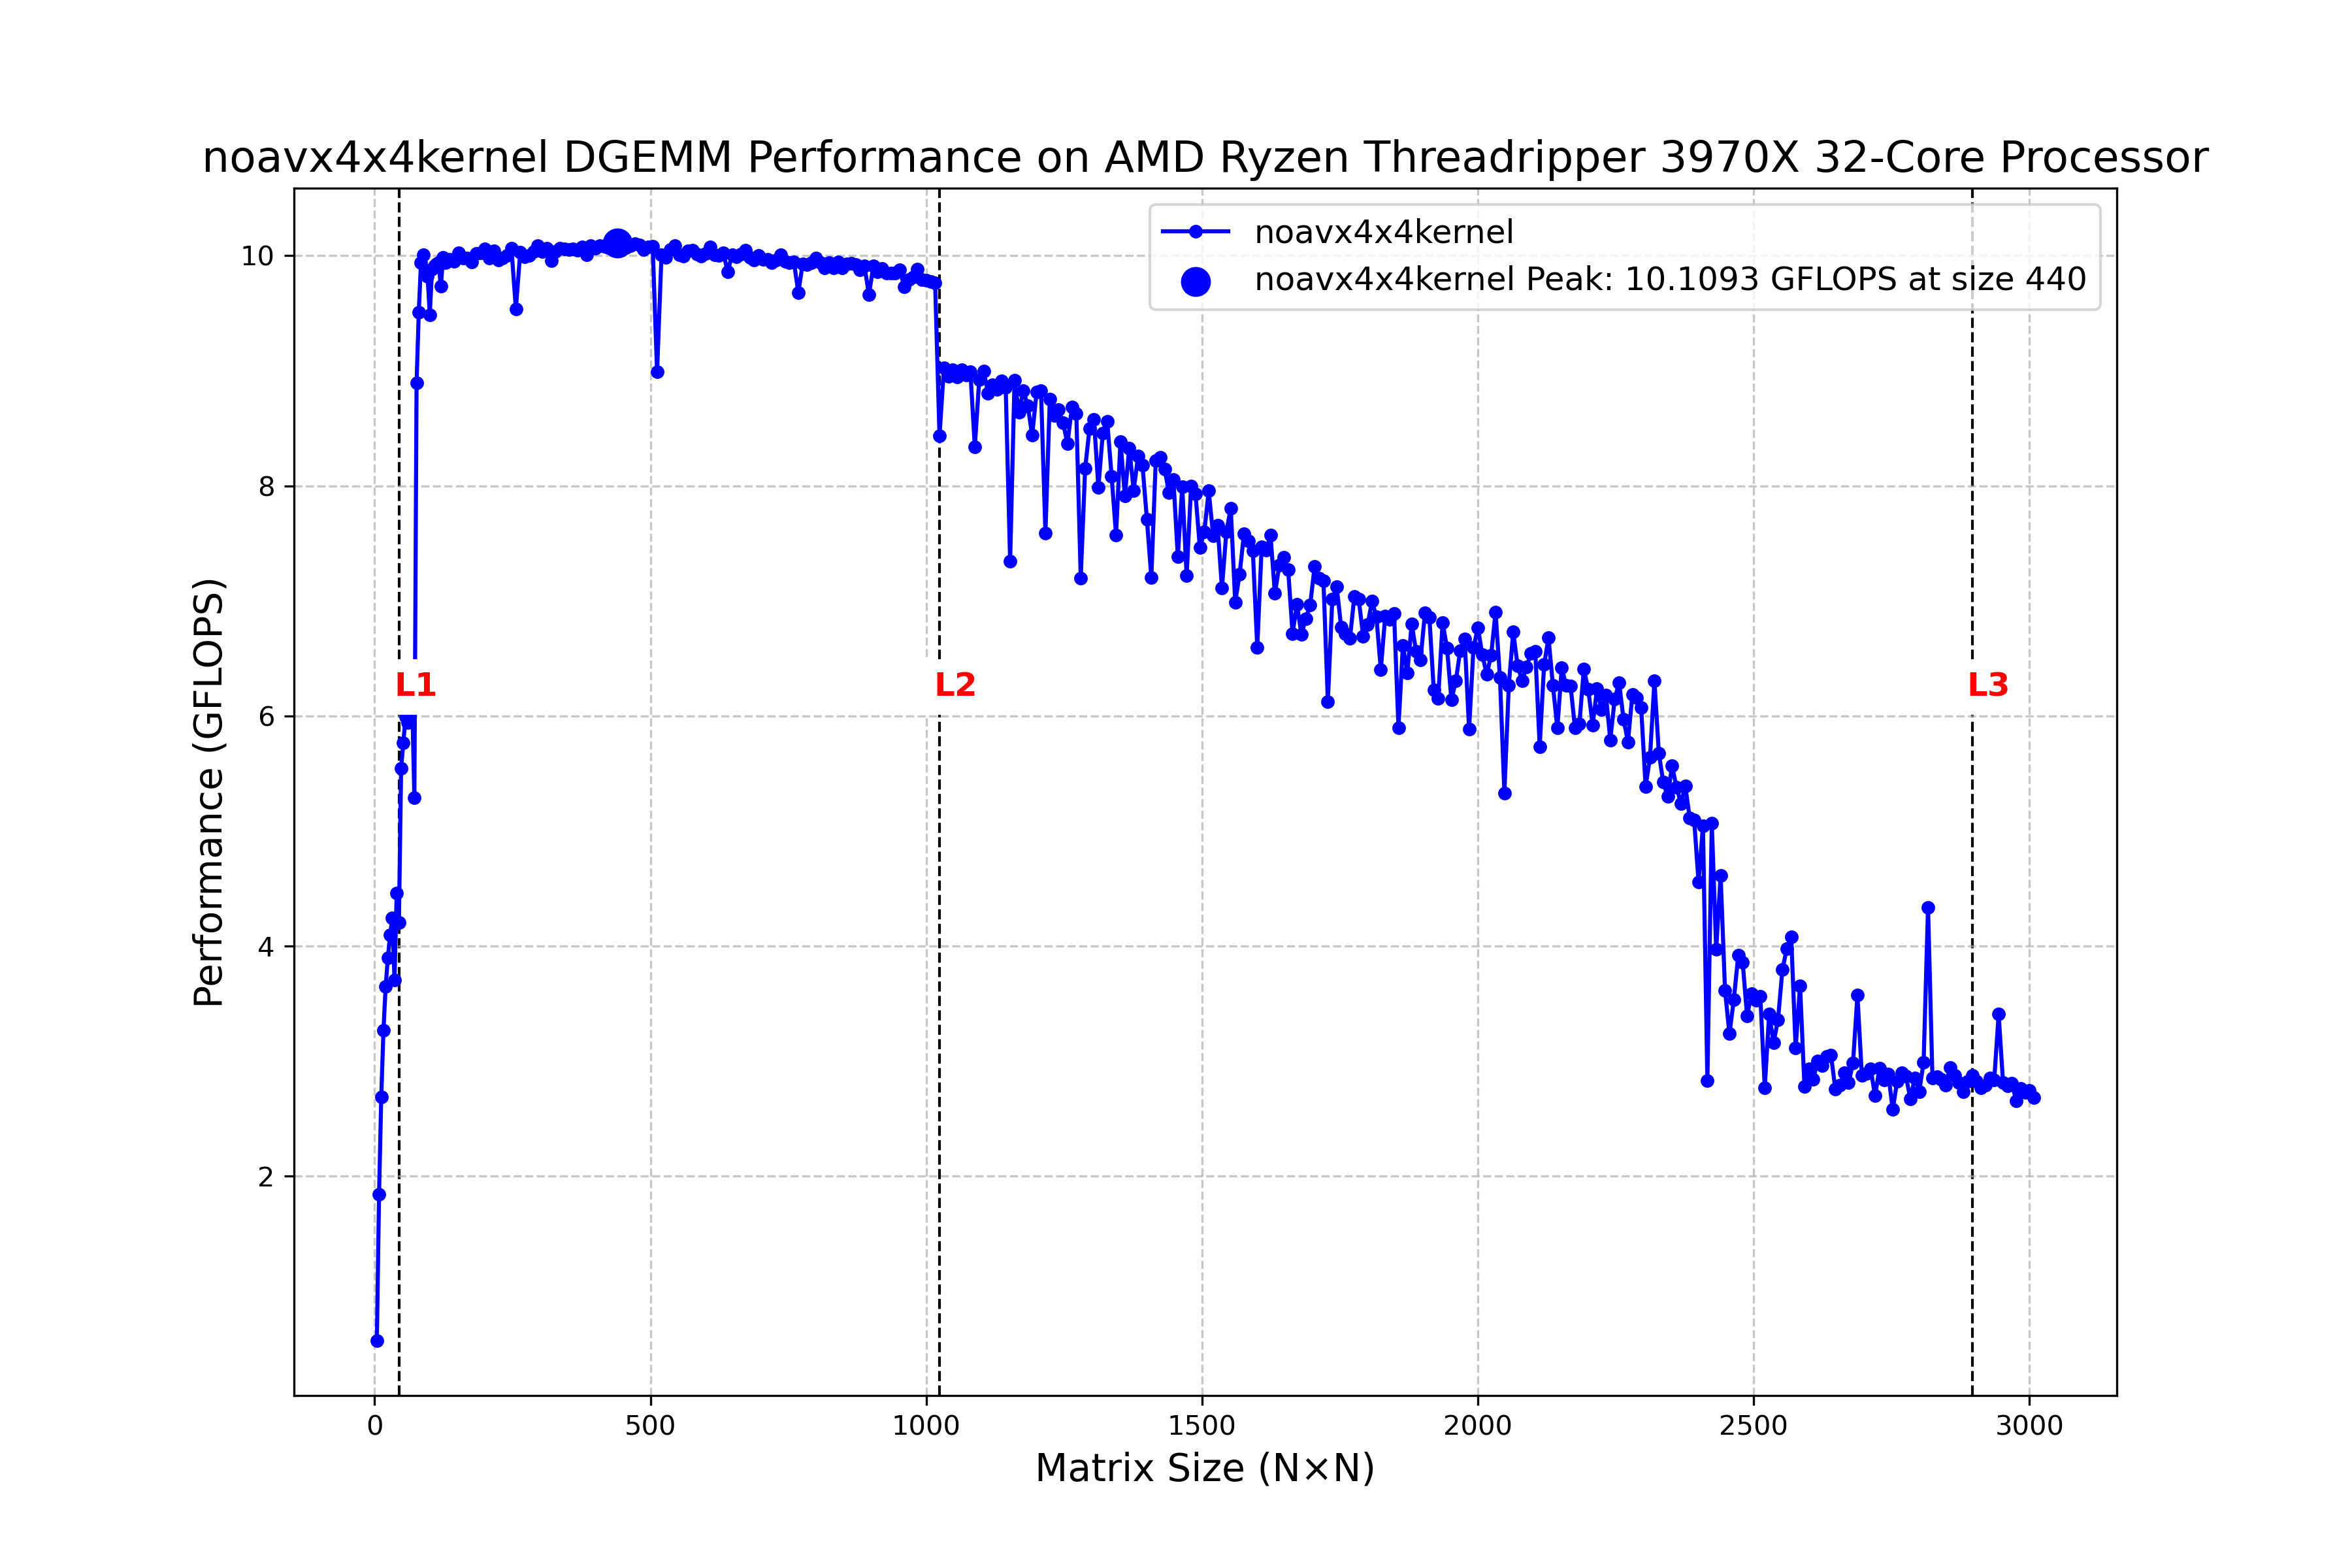 noavx4x4kernel DGEMM Performance on AMD Ryzen Threadripper 3970X 32-Core Processor
noavx4x4kernel
noavx4x4kernel Peak: 10.1093 GFLOPS at size 440
Performance (GFLOPS)
10
8
6
4
2
L1
L2
L3
0
500
1000
1500
2000
2500
3000
Matrix Size (N×N)